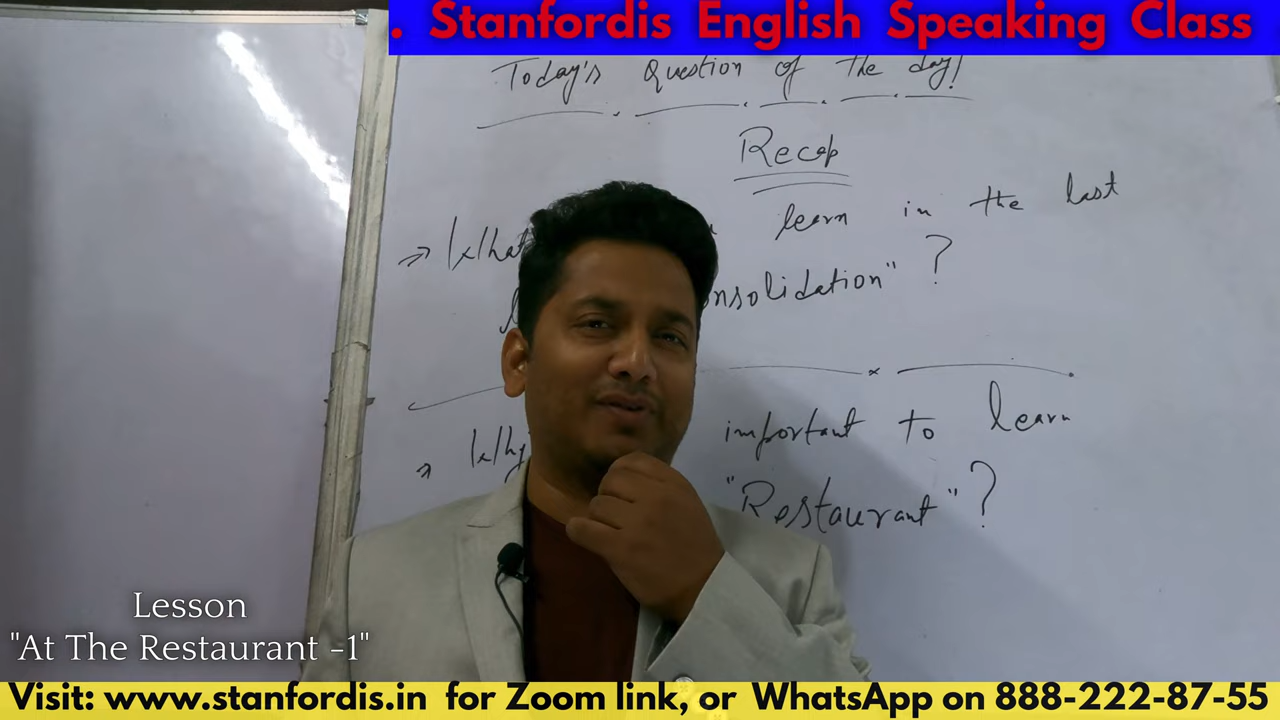 . Stanfordis English Speaking Class
Today's Question of the day!
Recap
→ What learn in the last
onsolidation" ?
→ Why important to learn
"Restaurant" ?
Lesson
"At The Restaurant -1"
Visit: www.stanfordis.in for Zoom link, or WhatsApp on 888-222-87-55